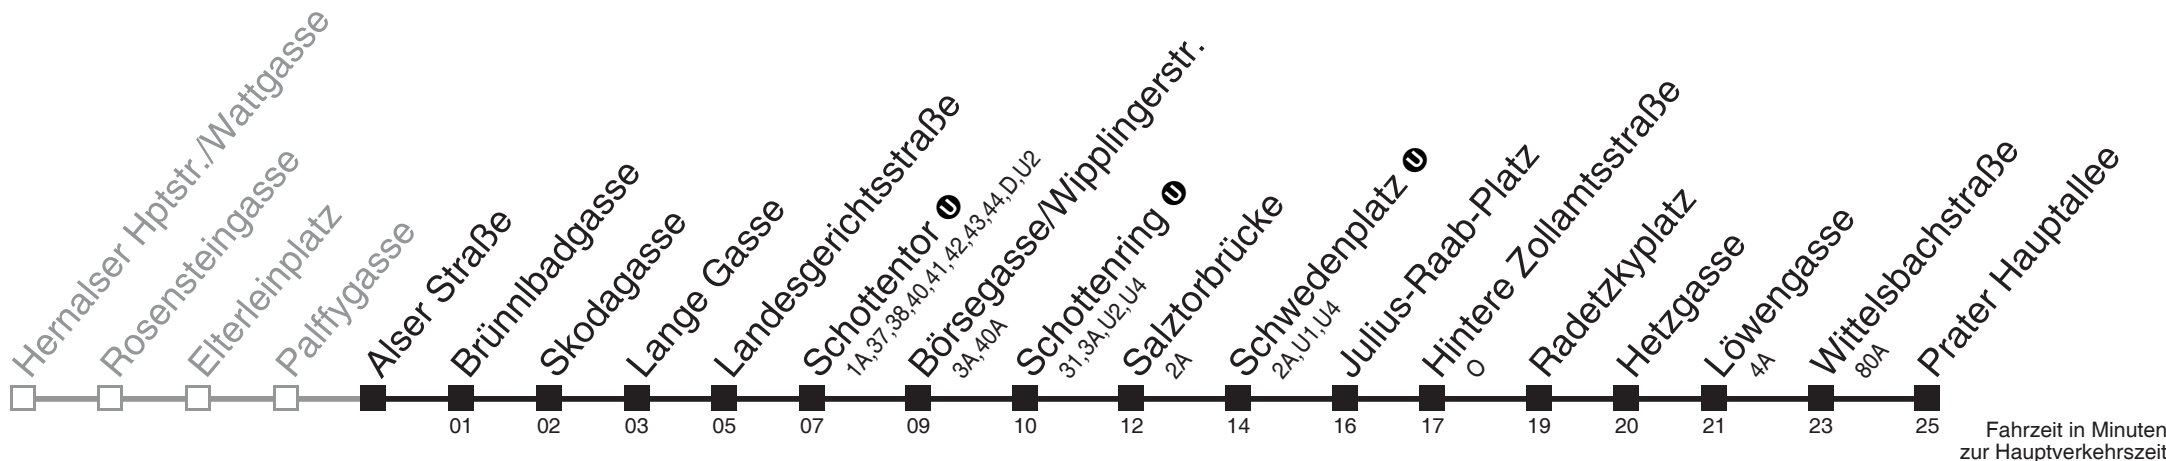 Hernalser Hptstr./Wattgasse
Rosensteingasse
Elterleinplatz
Palffygasse
Alser Straße
Brünnlbadgasse
Skodagasse
Lange Gasse
Landesgerichtsstraße
Schottentor U
1A,37,38,40,41,42,43,44,D,U2
Börsegasse/Wipplingerstr.
3A,40A
Schottenring U
31,3A,U2,U4
Salztorbrücke
2A
Schwedenplatz U
2A,U1,U4
Julius-Raab-Platz
Hintere Zollamtsstraße
O
Radetzkyplatz
Hetzgasse
Löwengasse
4A
Wittelsbachstraße
80A
Prater Hauptallee
01 02 03 05 07 09 10 12 14 16 17 19 20 21 23 25
Fahrzeit in Minuten
zur Hauptverkehrszeit